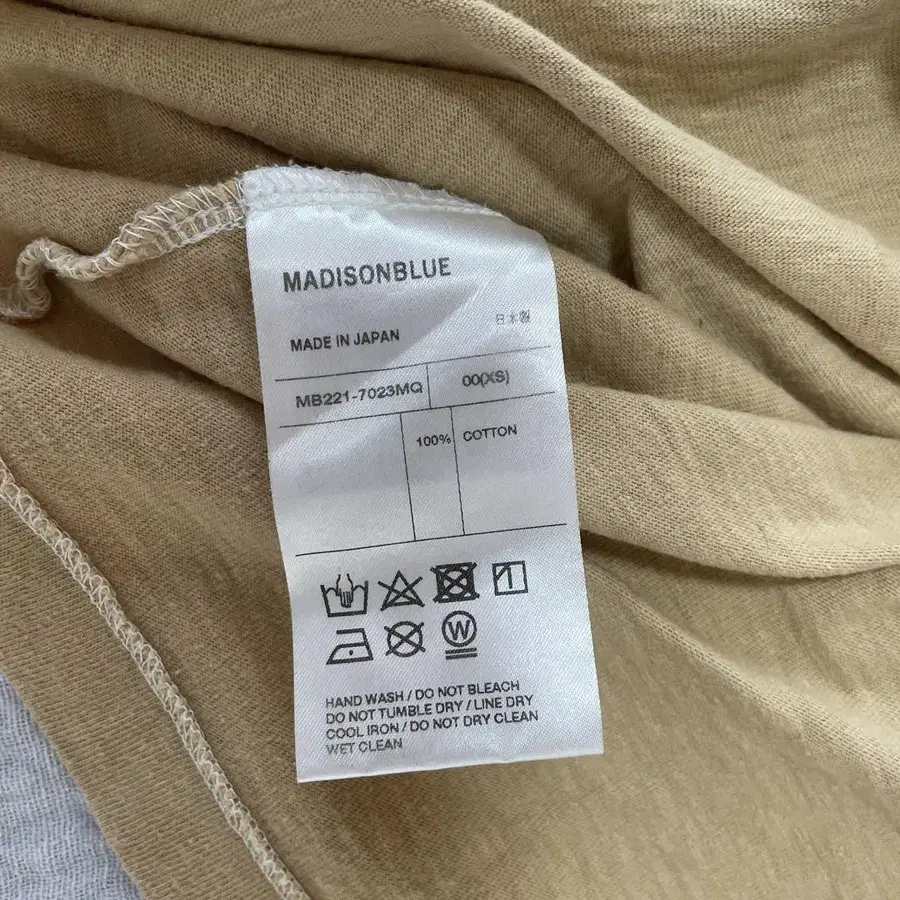 MADISONBLUE
MADE IN JAPAN 日本製
MB221-7023MQ 00(XS)
100% COTTON
W
HAND WASH / DO NOT BLEACH
DO NOT TUMBLE DRY / LINE DRY
COOL IRON / DO NOT DRY CLEAN
WET CLEAN